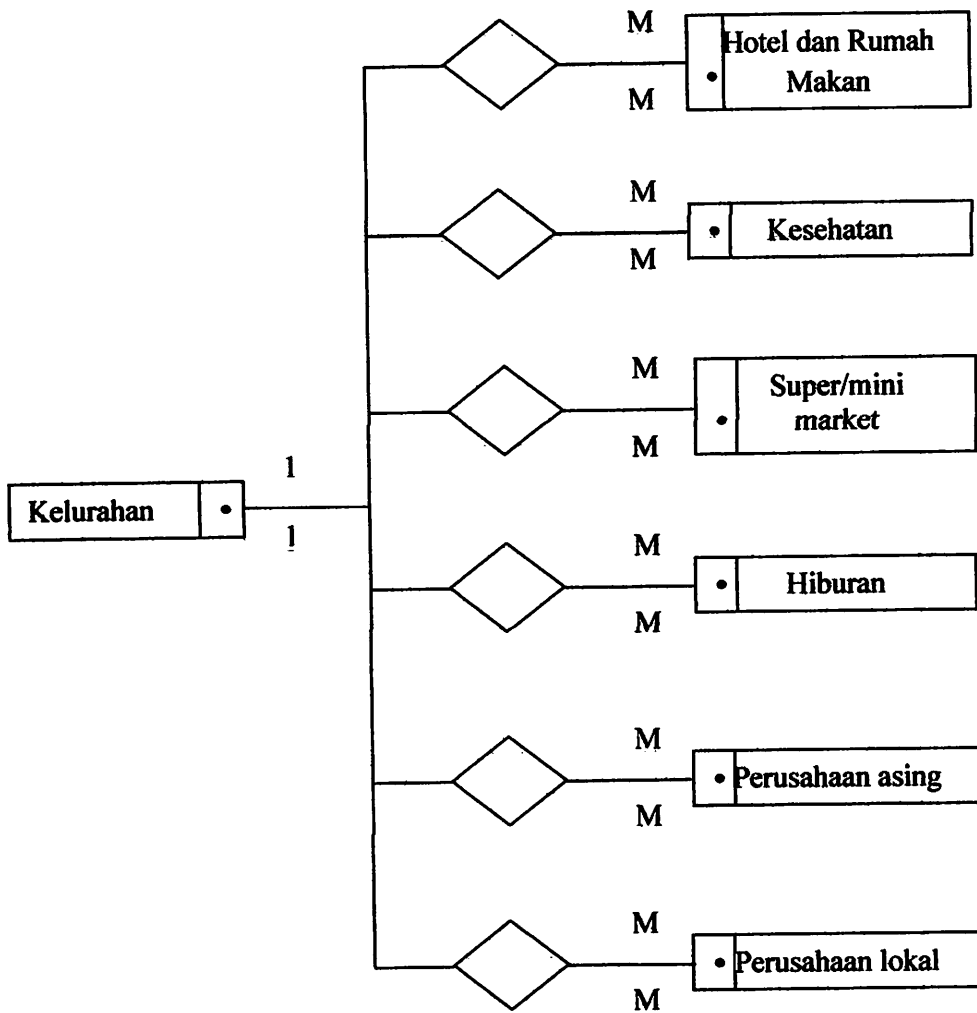 M
Hotel dan Rumah
Makan
M
M
Kesehatan
M
M
Super/mini
market
M
1
Kelurahan
1
M
Hiburan
M
M
Perusahaan asing
M
M
Perusahaan lokal
M